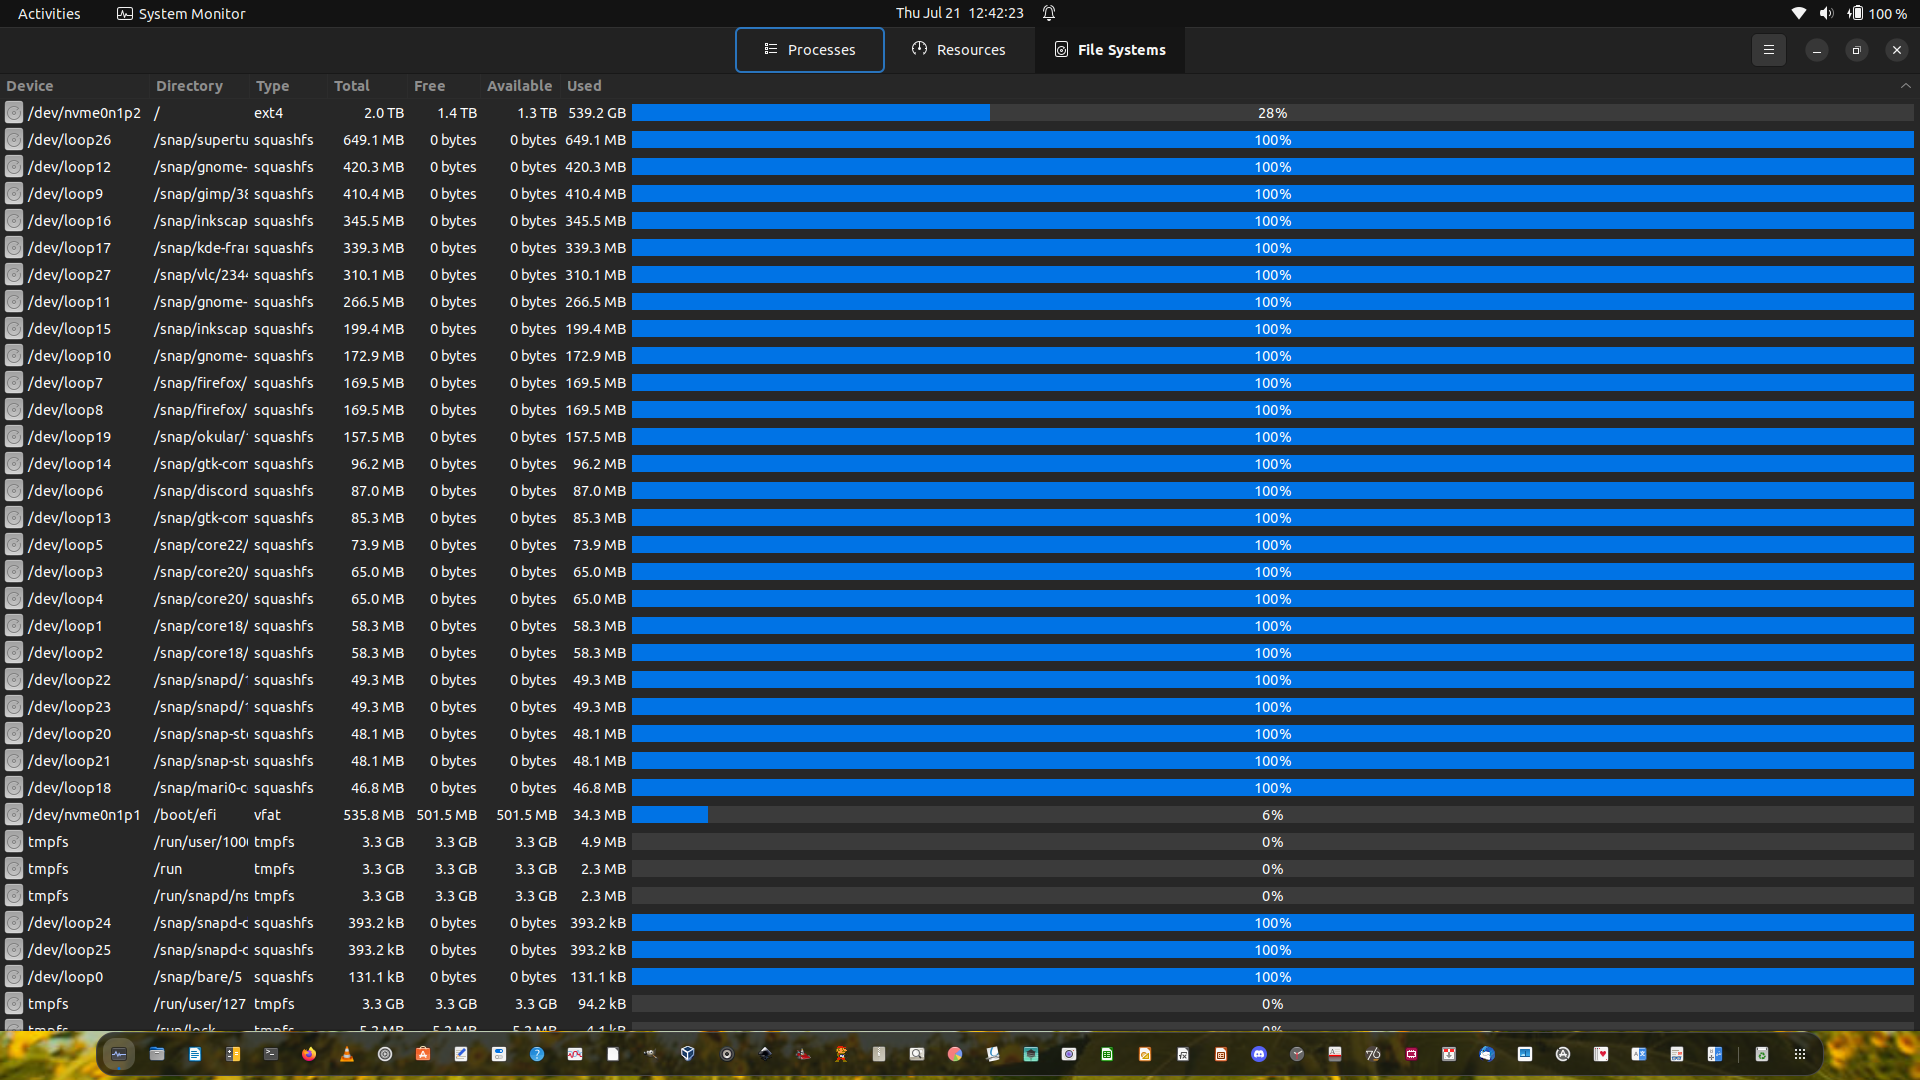 Activities System Monitor Thu Jul 21 12:42:23 100 %
Processes Resources File Systems
Device Directory Type Total Free Available Used
/dev/nvme0n1p2 / ext4 2.0 TB 1.4 TB 1.3 TB 539.2 GB 28%
/dev/loop26 /snap/supertu squashfs 649.1 MB 0 bytes 0 bytes 649.1 MB 100%
/dev/loop12 /snap/gnome- squashfs 420.3 MB 0 bytes 0 bytes 420.3 MB 100%
/dev/loop9 /snap/gimp/38 squashfs 410.4 MB 0 bytes 0 bytes 410.4 MB 100%
/dev/loop16 /snap/inkscap squashfs 345.5 MB 0 bytes 0 bytes 345.5 MB 100%
/dev/loop17 /snap/kde-fra squashfs 339.3 MB 0 bytes 0 bytes 339.3 MB 100%
/dev/loop27 /snap/vlc/234 squashfs 310.1 MB 0 bytes 0 bytes 310.1 MB 100%
/dev/loop11 /snap/gnome- squashfs 266.5 MB 0 bytes 0 bytes 266.5 MB 100%
/dev/loop15 /snap/inkscap squashfs 199.4 MB 0 bytes 0 bytes 199.4 MB 100%
/dev/loop10 /snap/gnome- squashfs 172.9 MB 0 bytes 0 bytes 172.9 MB 100%
/dev/loop7 /snap/firefox/ squashfs 169.5 MB 0 bytes 0 bytes 169.5 MB 100%
/dev/loop8 /snap/firefox/ squashfs 169.5 MB 0 bytes 0 bytes 169.5 MB 100%
/dev/loop19 /snap/okular/ squashfs 157.5 MB 0 bytes 0 bytes 157.5 MB 100%
/dev/loop14 /snap/gtk-com squashfs 96.2 MB 0 bytes 0 bytes 96.2 MB 100%
/dev/loop6 /snap/discord squashfs 87.0 MB 0 bytes 0 bytes 87.0 MB 100%
/dev/loop13 /snap/gtk-com squashfs 85.3 MB 0 bytes 0 bytes 85.3 MB 100%
/dev/loop5 /snap/core22/ squashfs 73.9 MB 0 bytes 0 bytes 73.9 MB 100%
/dev/loop3 /snap/core20/ squashfs 65.0 MB 0 bytes 0 bytes 65.0 MB 100%
/dev/loop4 /snap/core20/ squashfs 65.0 MB 0 bytes 0 bytes 65.0 MB 100%
/dev/loop1 /snap/core18/ squashfs 58.3 MB 0 bytes 0 bytes 58.3 MB 100%
/dev/loop2 /snap/core18/ squashfs 58.3 MB 0 bytes 0 bytes 58.3 MB 100%
/dev/loop22 /snap/snapd/ squashfs 49.3 MB 0 bytes 0 bytes 49.3 MB 100%
/dev/loop23 /snap/snapd/ squashfs 49.3 MB 0 bytes 0 bytes 49.3 MB 100%
/dev/loop20 /snap/snap-st squashfs 48.1 MB 0 bytes 0 bytes 48.1 MB 100%
/dev/loop21 /snap/snap-st squashfs 48.1 MB 0 bytes 0 bytes 48.1 MB 100%
/dev/loop18 /snap/mari0-c squashfs 46.8 MB 0 bytes 0 bytes 46.8 MB 100%
/dev/nvme0n1p1 /boot/efi vfat 535.8 MB 501.5 MB 501.5 MB 34.3 MB 6%
tmpfs /run/user/100 tmpfs 3.3 GB 3.3 GB 3.3 GB 4.9 MB 0%
tmpfs /run tmpfs 3.3 GB 3.3 GB 3.3 GB 2.3 MB 0%
tmpfs /run/snapd/ns tmpfs 3.3 GB 3.3 GB 3.3 GB 2.3 MB 0%
/dev/loop24 /snap/snapd-c squashfs 393.2 kB 0 bytes 0 bytes 393.2 kB 100%
/dev/loop25 /snap/snapd-c squashfs 393.2 kB 0 bytes 0 bytes 393.2 kB 100%
/dev/loop0 /snap/bare/5 squashfs 131.1 kB 0 bytes 0 bytes 131.1 kB 100%
tmpfs /run/user/127 tmpfs 3.3 GB 3.3 GB 3.3 GB 94.2 kB 0%
tmpfs /run/lock tmpfs 5.2 MB 5.2 MB 5.2 MB 4.1 kB 0%